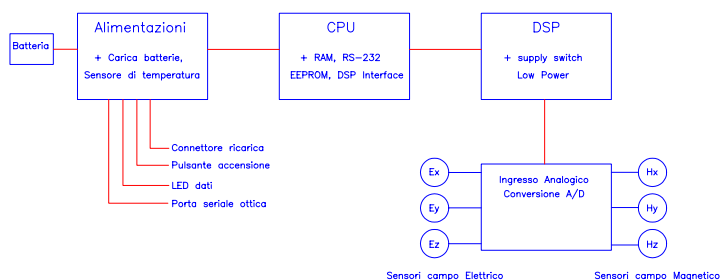 Batteria
Alimentazioni
+ Carica batterie,
Sensore di temperatura
CPU
+ RAM, RS-232
EEPROM, DSP Interface
DSP
+ supply switch
Low Power
Connettore ricarica
Pulsante accensione
LED dati
Porta seriale ottica
Ex
Ey
Ez
Ingresso Analogico
Conversione A/D
Hx
Hy
Hz
Sensori campo Elettrico
Sensori campo Magnetico